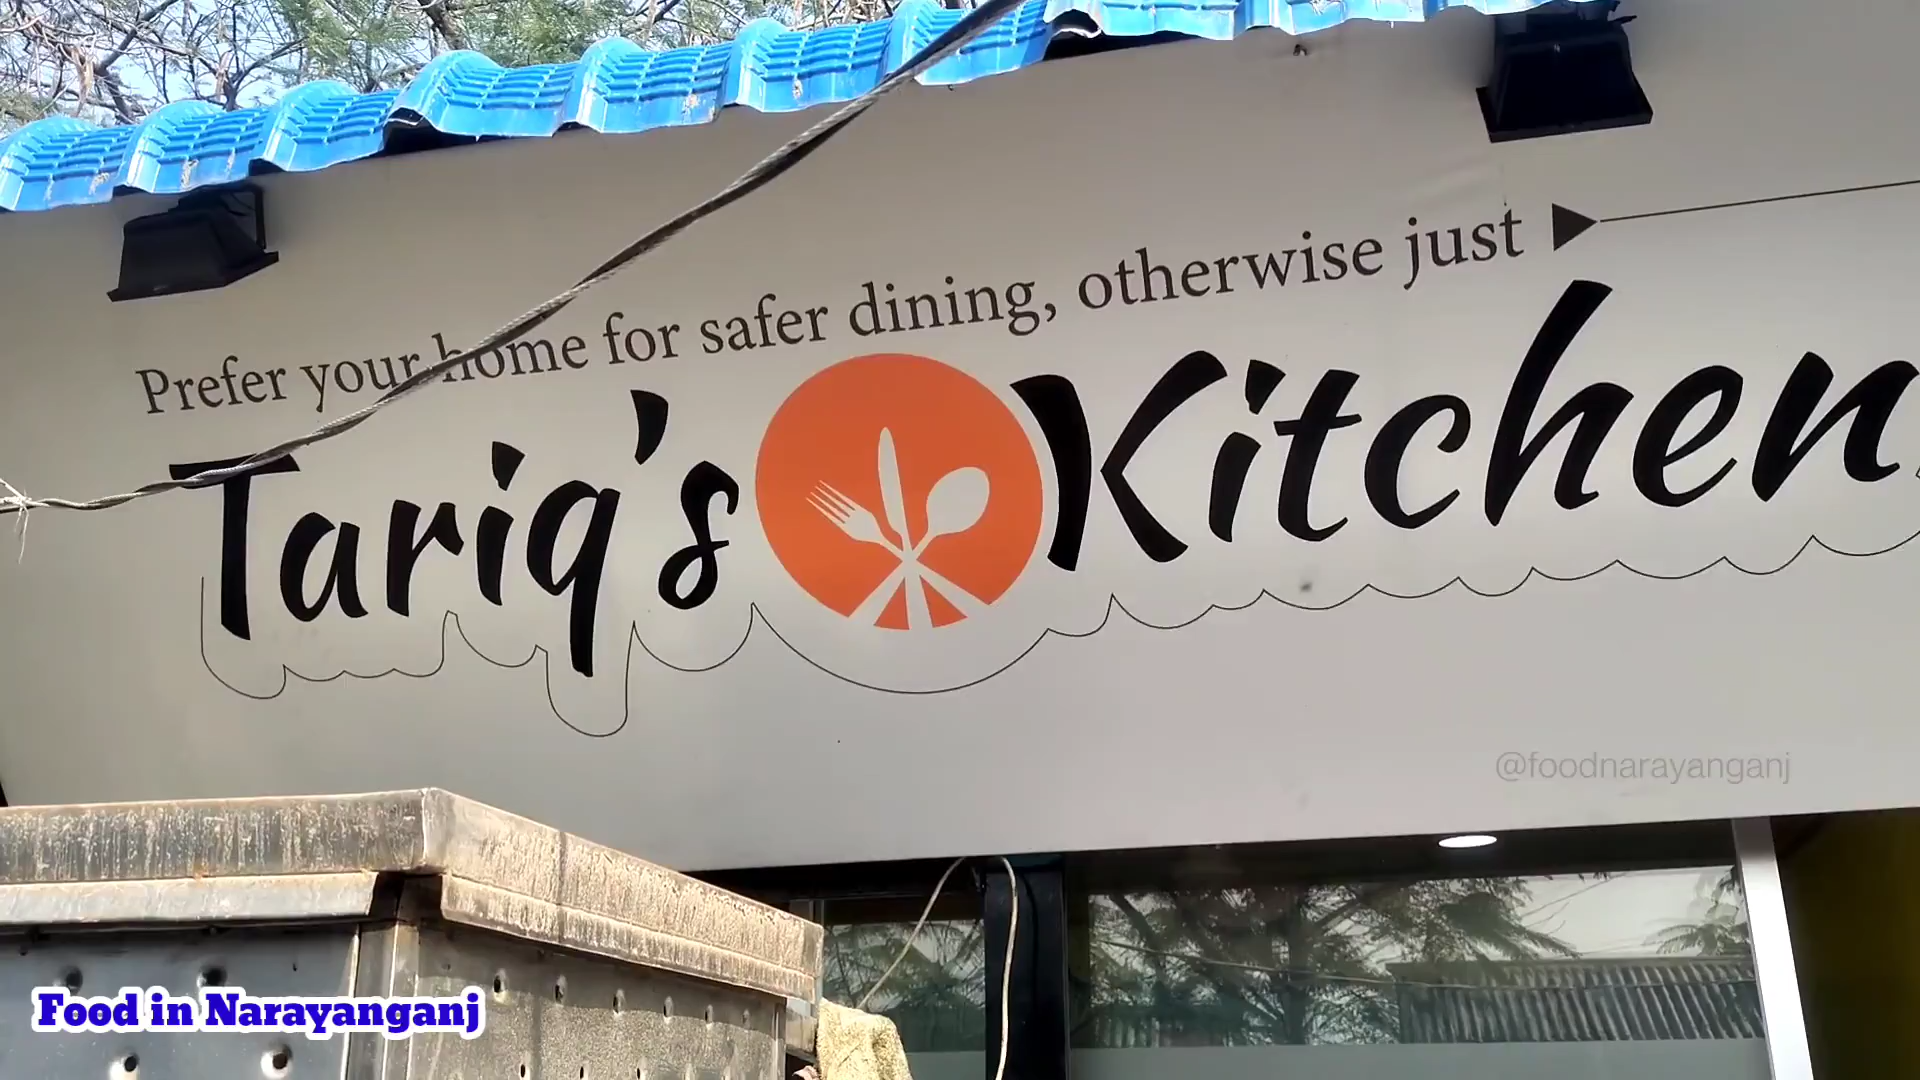 Prefer your home for safer dining, otherwise just
Tariq's Kitchen
@foodnarayanganj
Food in Narayanganj